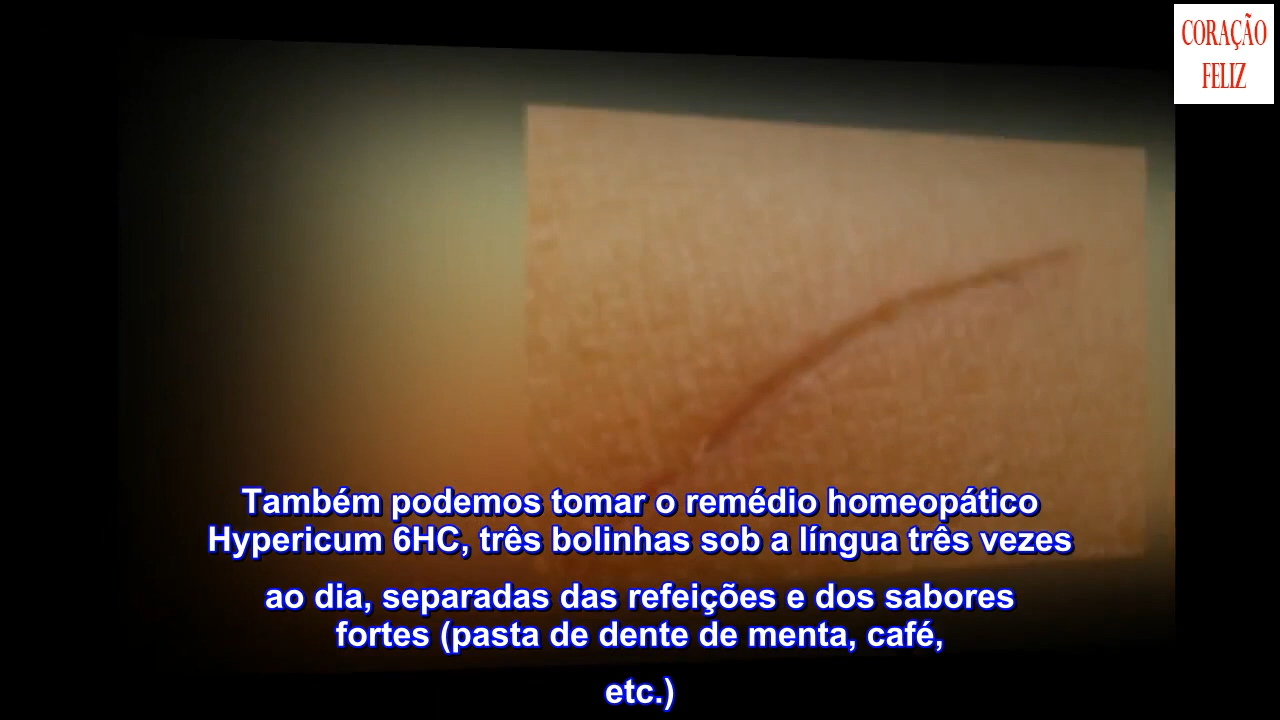 CORAÇÃO
FELIZ
Também podemos tomar o remédio homeopático
Hypericum 6HC, três bolinhas sob a língua três vezes
ao dia, separadas das refeições e dos sabores
fortes (pasta de dente de menta, café,
etc.)